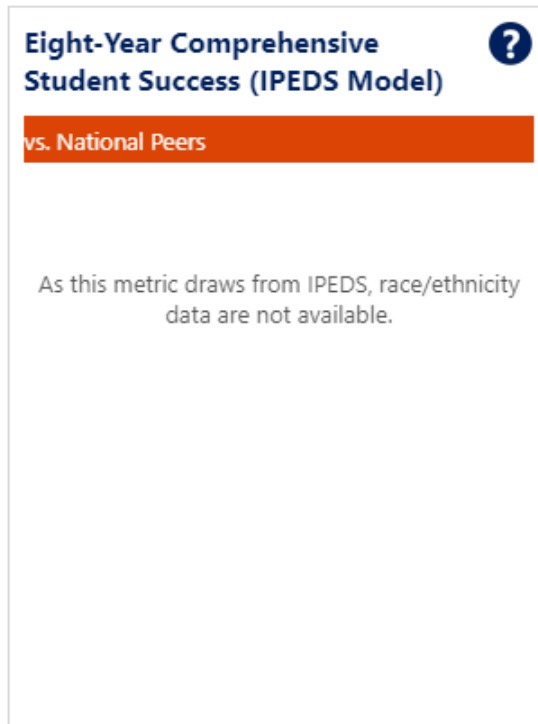 Eight-Year Comprehensive
Student Success (IPEDS Model)
?
vs. National Peers
As this metric draws from IPEDS, race/ethnicity
data are not available.